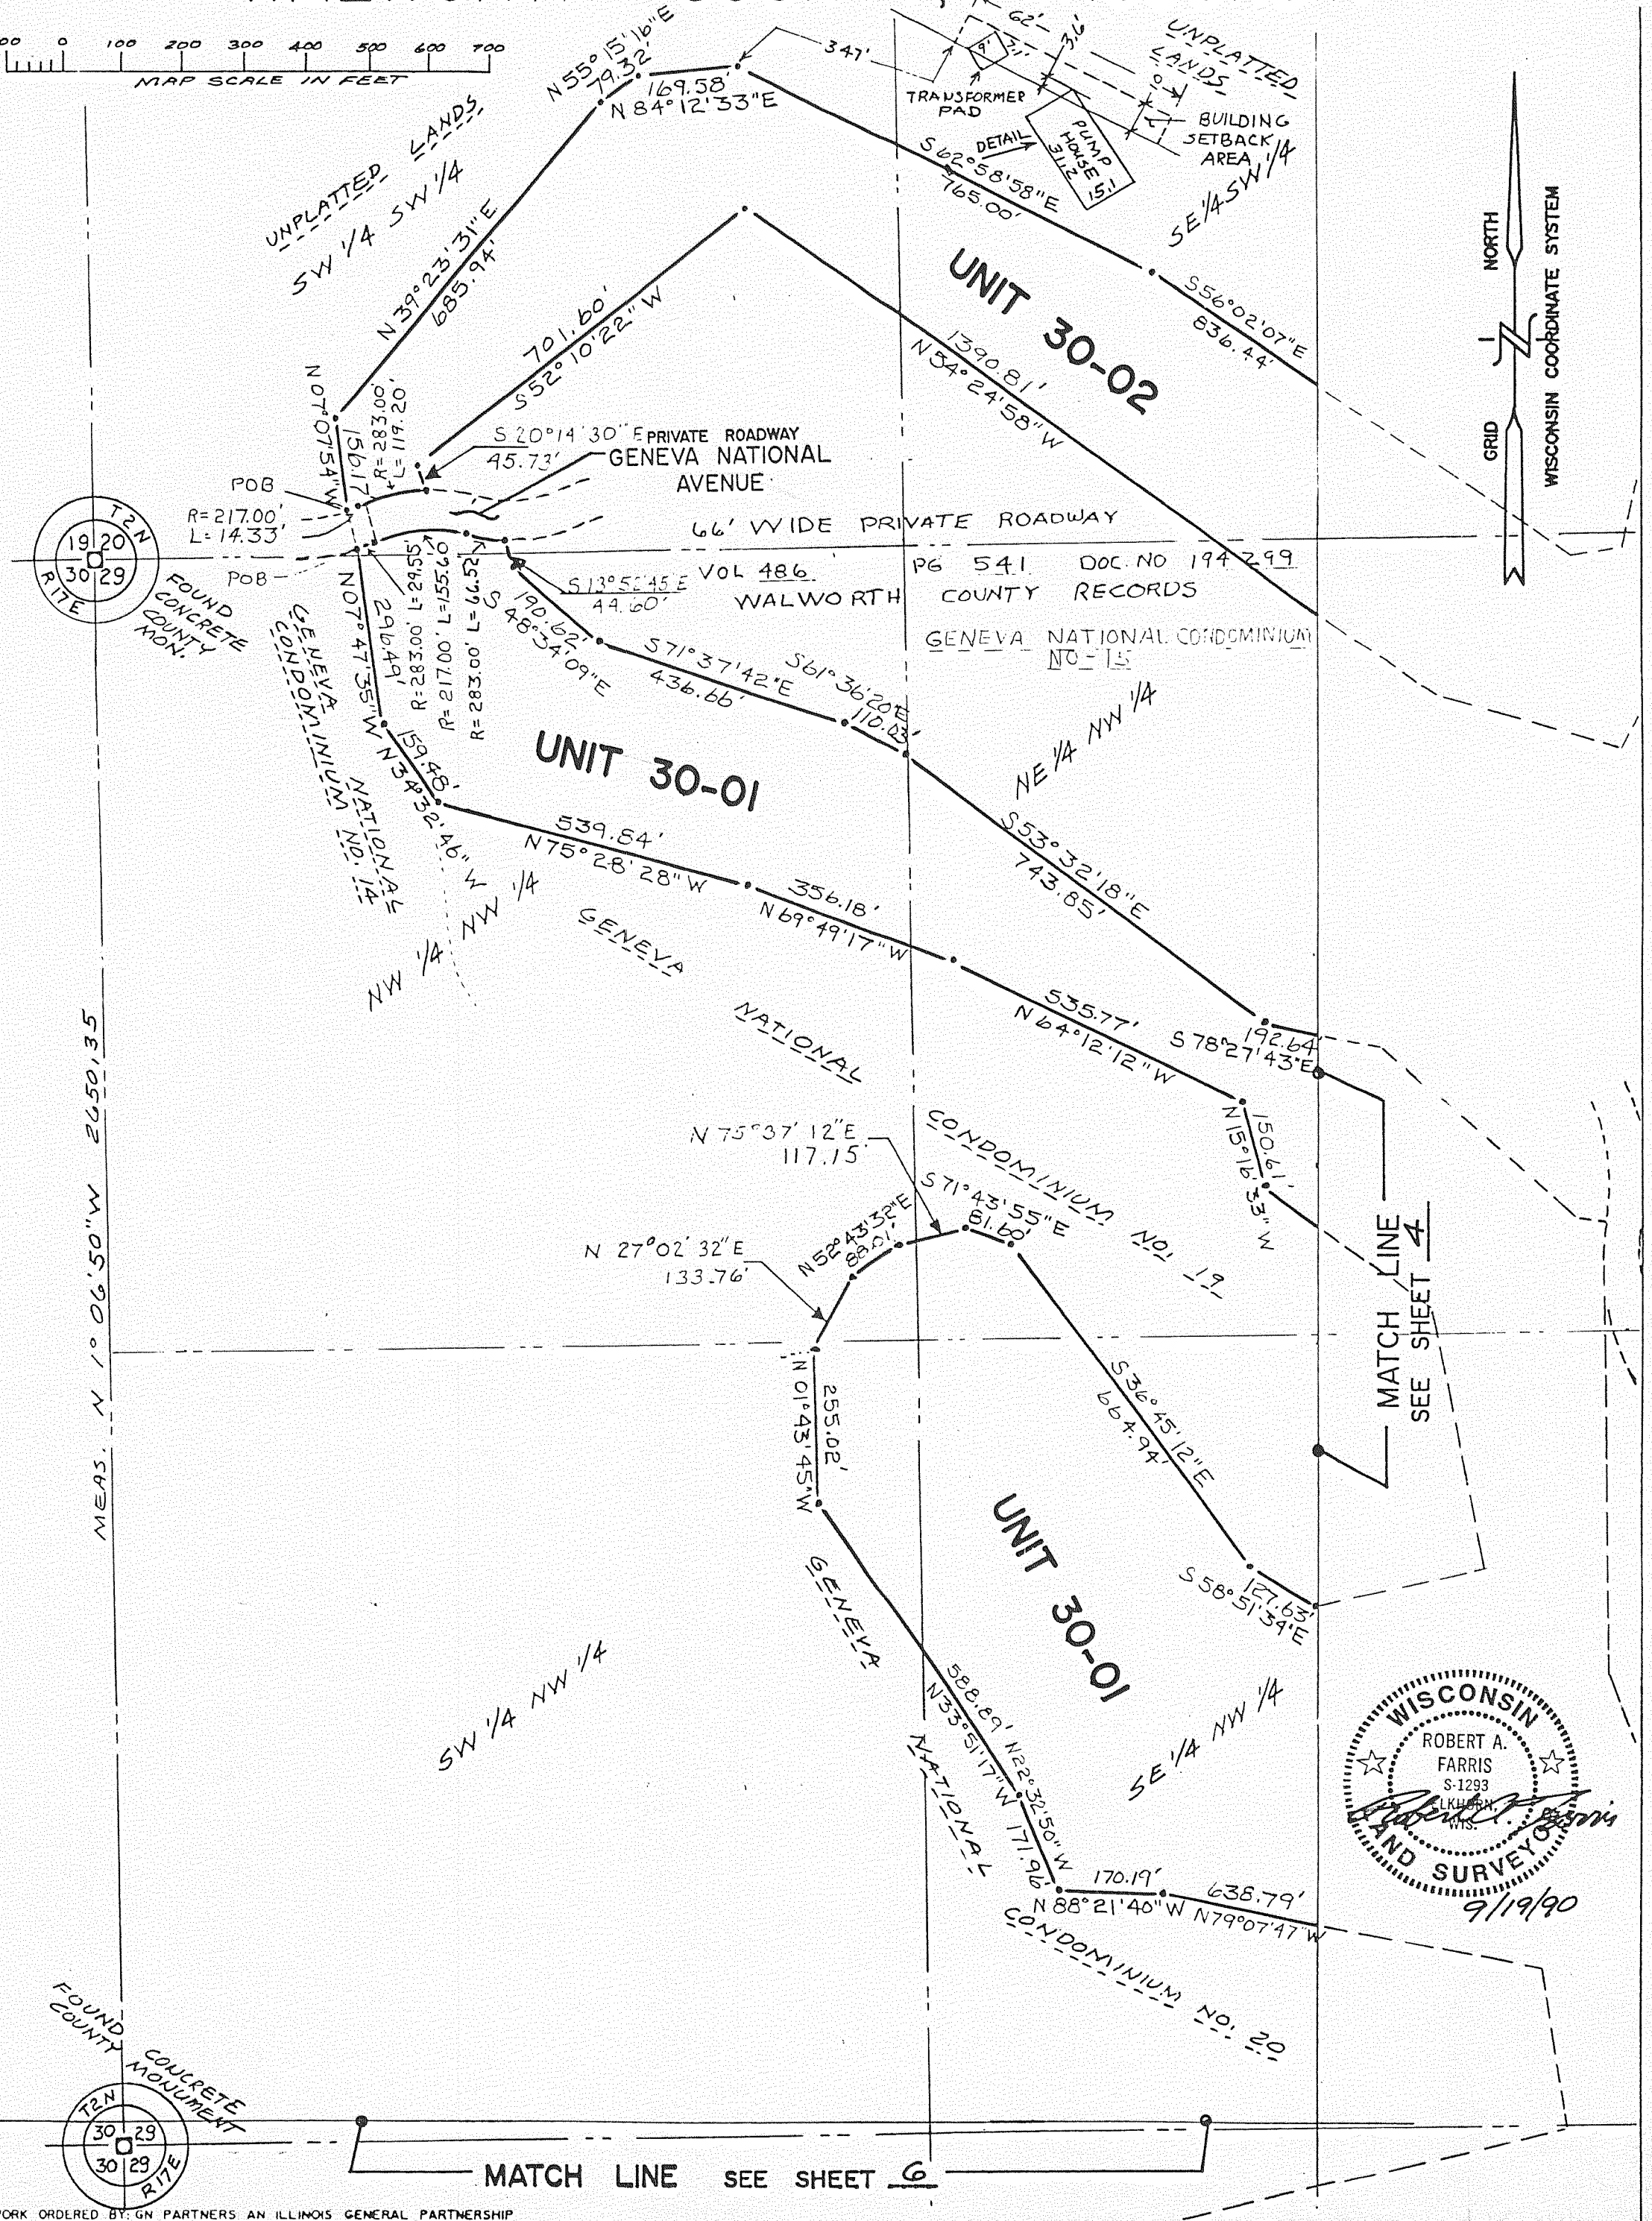 0 100 200 300 400 500 600 700
MAP SCALE IN FEET
UNPLATTED LANDS
SW 1/4 SW 1/4
N55°15'16"E
79.32'
169.58'
N84°12'33"E
347'
62'
3.6'
9'
TRANSFORMER
PAD
UNPLATTED
LANDS
DETAIL
PUMP
HOUSE
31.2
15.1
BUILDING
SETBACK
AREA
SE 1/4 SW 1/4
S62°58'58"E
765.00'
N39°23'31"E
685.94'
701.60'
S52°10'22"W
UNIT 30-02
S56°02'07"E
836.44'
1390.81'
N54°24'58"W
GRID NORTH
WISCONSIN COORDINATE SYSTEM
N07°07'54"W
156.17'
R=283.00'
L=119.20'
S20°14'30"E
45.73'
PRIVATE ROADWAY
GENEVA NATIONAL
AVENUE
POB
R=217.00'
L=14.33'
POB
66' WIDE PRIVATE ROADWAY
T2N
19 20
30 29
R17E
FOUND
CONCRETE
COUNTY
MON.
VOL 486 PG 541 DOC. NO 194299
WALWORTH COUNTY RECORDS
GENEVA NATIONAL CONDOMINIUM
NO-15
S13°52'45"E
44.60'
190.62'
S48°34'09"E
R=283.00' L=29.55'
R=217.00' L=155.60'
R=283.00' L=66.52'
N07°47'35"W
296.49'
GENEVA NATIONAL
CONDOMINIUM NO. 14
S71°37'42"E
436.66'
S61°36'20"E
110.03'
NE 1/4 NW 1/4
UNIT 30-01
159.48'
N34°32'46"W
539.84'
N75°28'28"W
NW 1/4 NW 1/4
356.18'
N69°49'17"W
S53°32'18"E
743.85'
GENEVA
NATIONAL
CONDOMINIUM NO. 19
535.77'
N64°12'12"W
192.64'
S78°27'43"E
150.61'
N15°16'33"W
MEAS. N 1°06'50"W 2650.35
N75°37'12"E
117.15'
S71°43'55"E
81.60'
N52°43'32"E
88.01'
N27°02'32"E
133.76'
MATCH LINE
SEE SHEET 4
N01°43'45"W
255.02'
S36°45'12"E
664.94'
UNIT 30-01
S58°51'34"E
127.63'
GENEVA
NATIONAL
CONDOMINIUM NO. 20
SW 1/4 NW 1/4
588.89'
N33°51'17"W
N22°32'50"W
171.96'
SE 1/4 NW 1/4
170.19'
N88°21'40"W
638.79'
N79°07'47"W
WISCONSIN
ROBERT A.
FARRIS
S-1293
ELKHORN,
WIS.
LAND SURVEYOR
Robert A. Farris
9/19/90
FOUND CONCRETE
COUNTY MONUMENT
T2N
30 29
30 29
R17E
MATCH LINE SEE SHEET 6
ORK ORDERED BY: GN PARTNERS AN ILLINOIS GENERAL PARTNERSHIP